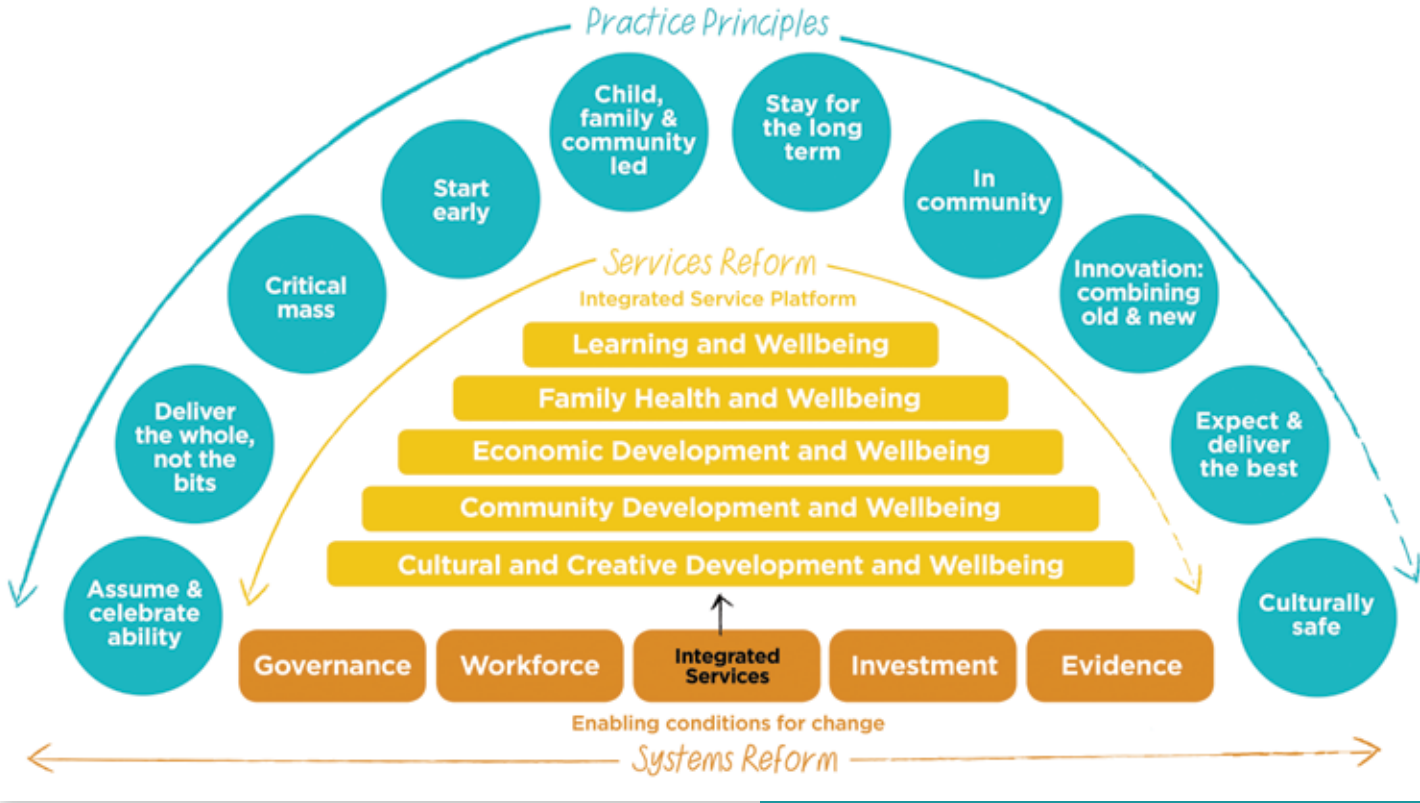 Practice Principles
Child,
family &
community
led
Stay for
the long
term
Start
early
In
community
Critical
mass
Innovation:
combining
old & new
Deliver
the whole,
not the
bits
Expect &
deliver
the best
Assume &
celebrate
ability
Culturally
safe
Services Reform
Integrated Service Platform
Learning and Wellbeing
Family Health and Wellbeing
Economic Development and Wellbeing
Community Development and Wellbeing
Cultural and Creative Development and Wellbeing
Governance
Workforce
Integrated
Services
Investment
Evidence
Enabling conditions for change
Systems Reform